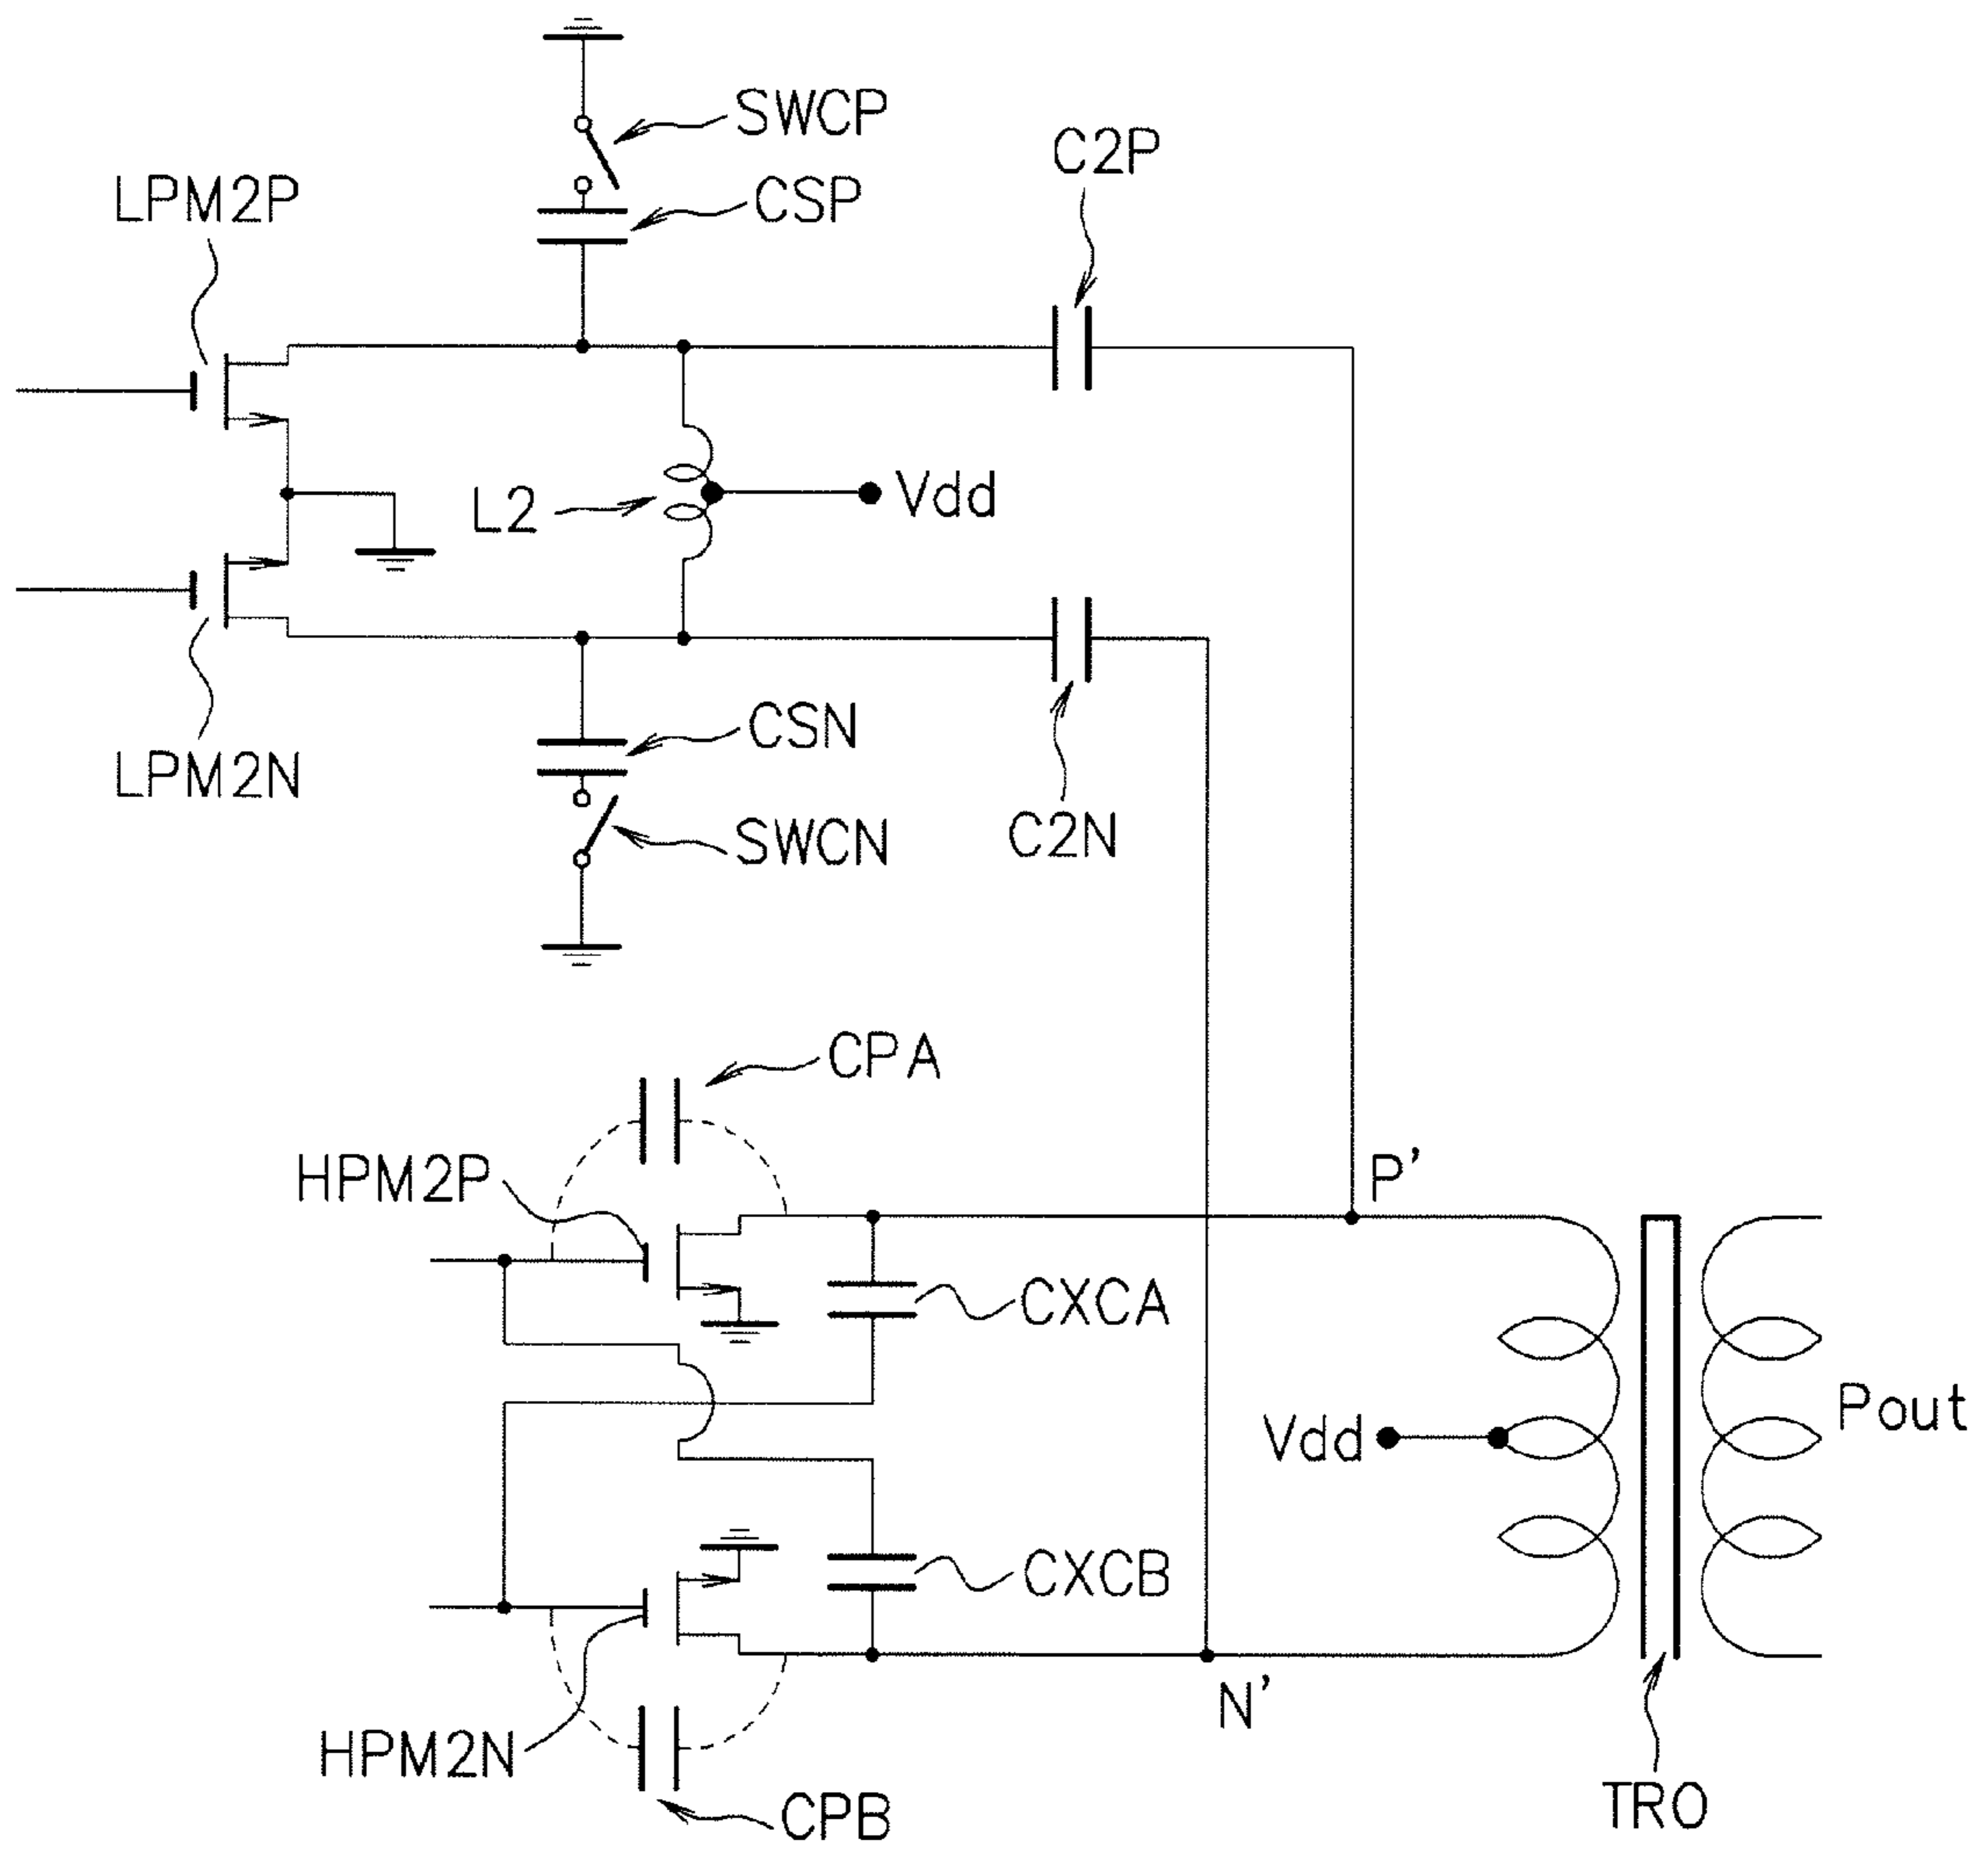 SWCP
C2P
LPM2P
CSP
L2
Vdd
CSN
LPM2N
SWCN
C2N
CPA
HPM2P
P’
CXCA
Pout
Vdd
CXCB
N’
HPM2N
CPB
TRO